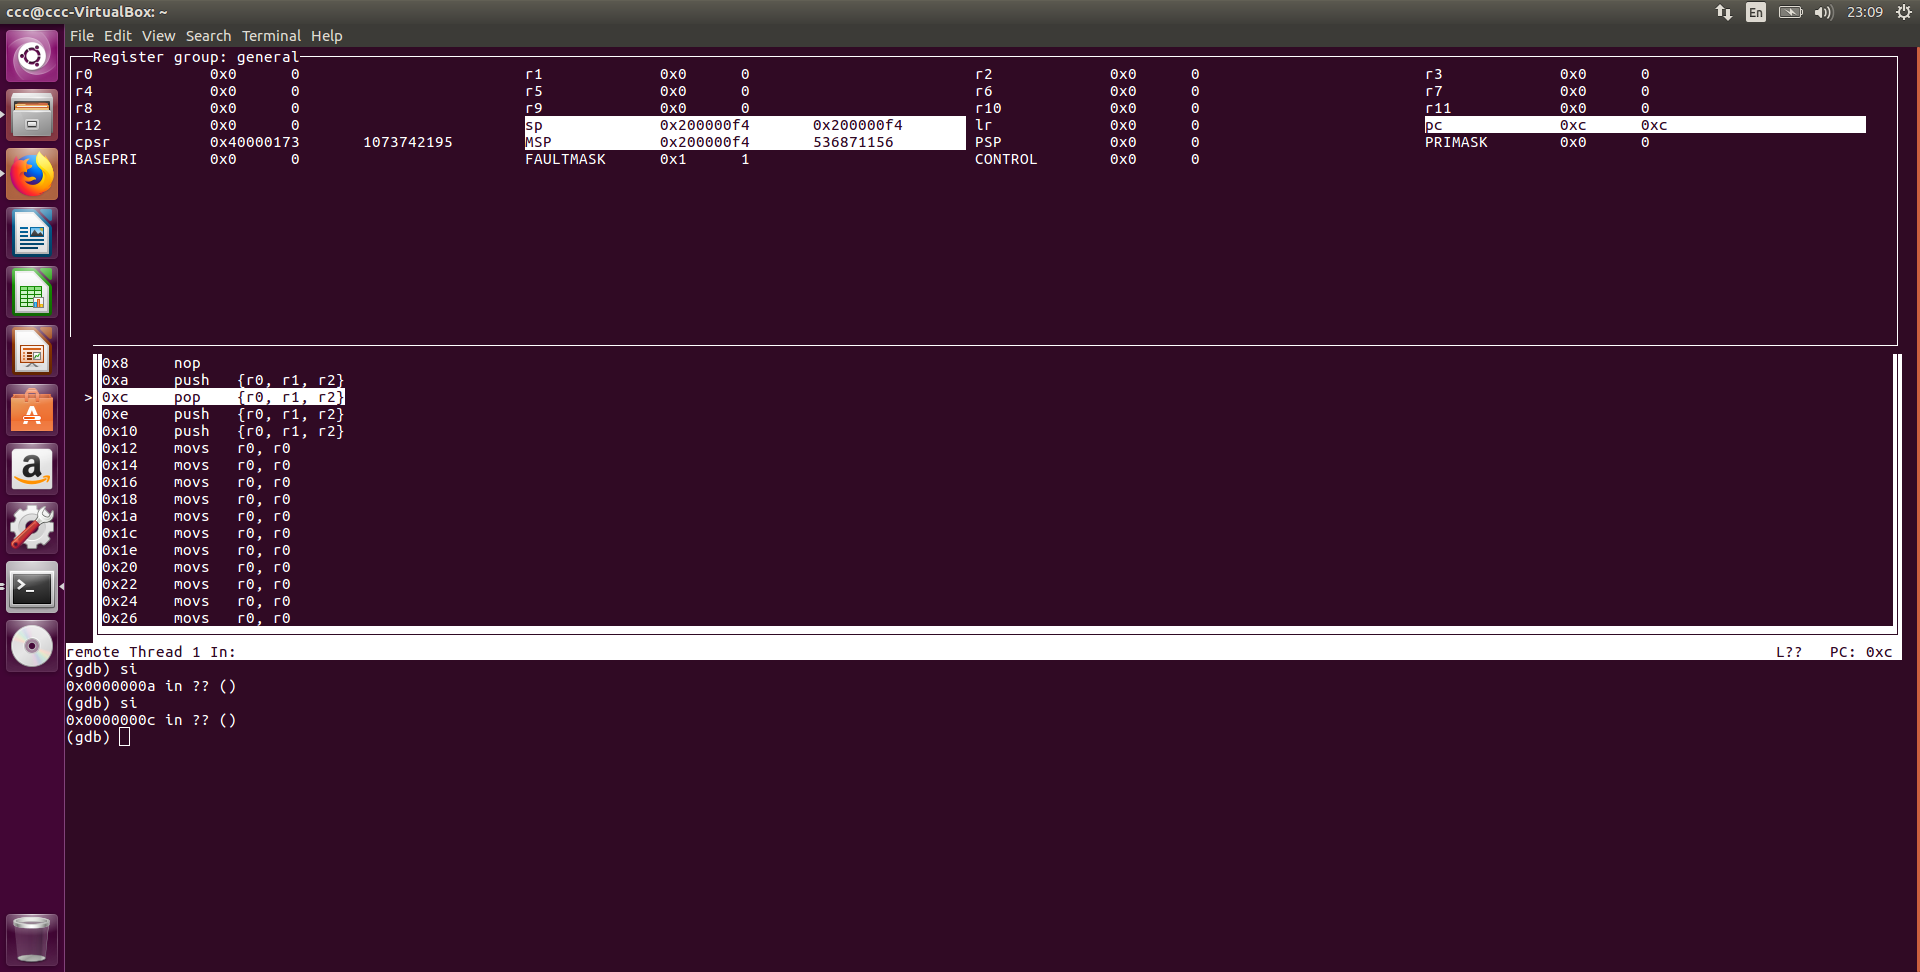 ccc@ccc-VirtualBox: ~ En 23:09
File Edit View Search Terminal Help
Register group: general
r0 0x0 0 r1 0x0 0 r2 0x0 0 r3 0x0 0
r4 0x0 0 r5 0x0 0 r6 0x0 0 r7 0x0 0
r8 0x0 0 r9 0x0 0 r10 0x0 0 r11 0x0 0
r12 0x0 0 sp 0x200000f4 0x200000f4 lr 0x0 0 pc 0xc 0xc
cpsr 0x40000173 1073742195 MSP 0x200000f4 536871156 PSP 0x0 0 PRIMASK 0x0 0
BASEPRI 0x0 0 FAULTMASK 0x1 1 CONTROL 0x0 0
0x8 nop
0xa push {r0, r1, r2}
> 0xc pop {r0, r1, r2}
0xe push {r0, r1, r2}
0x10 push {r0, r1, r2}
0x12 movs r0, r0
0x14 movs r0, r0
0x16 movs r0, r0
0x18 movs r0, r0
0x1a movs r0, r0
0x1c movs r0, r0
0x1e movs r0, r0
0x20 movs r0, r0
0x22 movs r0, r0
0x24 movs r0, r0
0x26 movs r0, r0
remote Thread 1 In: L?? PC: 0xc
(gdb) si
0x0000000a in ?? ()
(gdb) si
0x0000000c in ?? ()
(gdb)